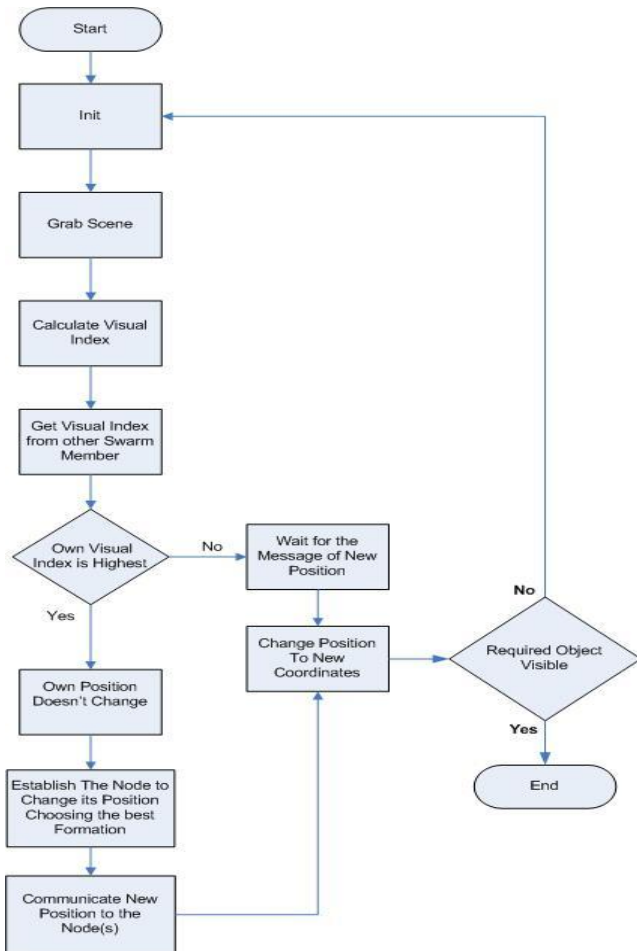 Start
Init
Grab Scene
Calculate Visual
Index
Get Visual Index
from other Swarm
Member
Own Visual
Index is Highest
No
Wait for the
Message of New
Position
Yes
Change Position
To New
Coordinates
No
Required Object
Visible
Yes
End
Own Position
Doesn't Change
Establish The Node to
Change its Position
Choosing the best
Formation
Communicate New
Position to the
Node(s)